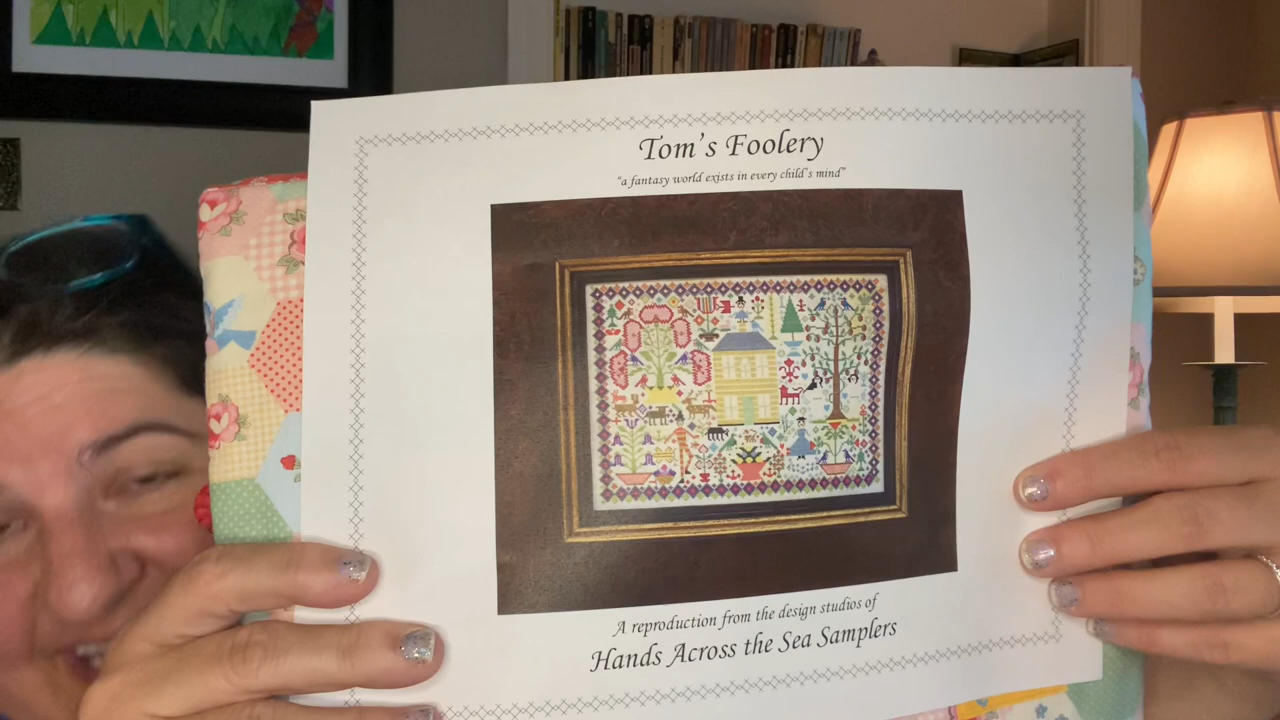 Tom's Foolery
"a fantasy world exists in every child's mind"
A reproduction from the design studios of
Hands Across the Sea Samplers